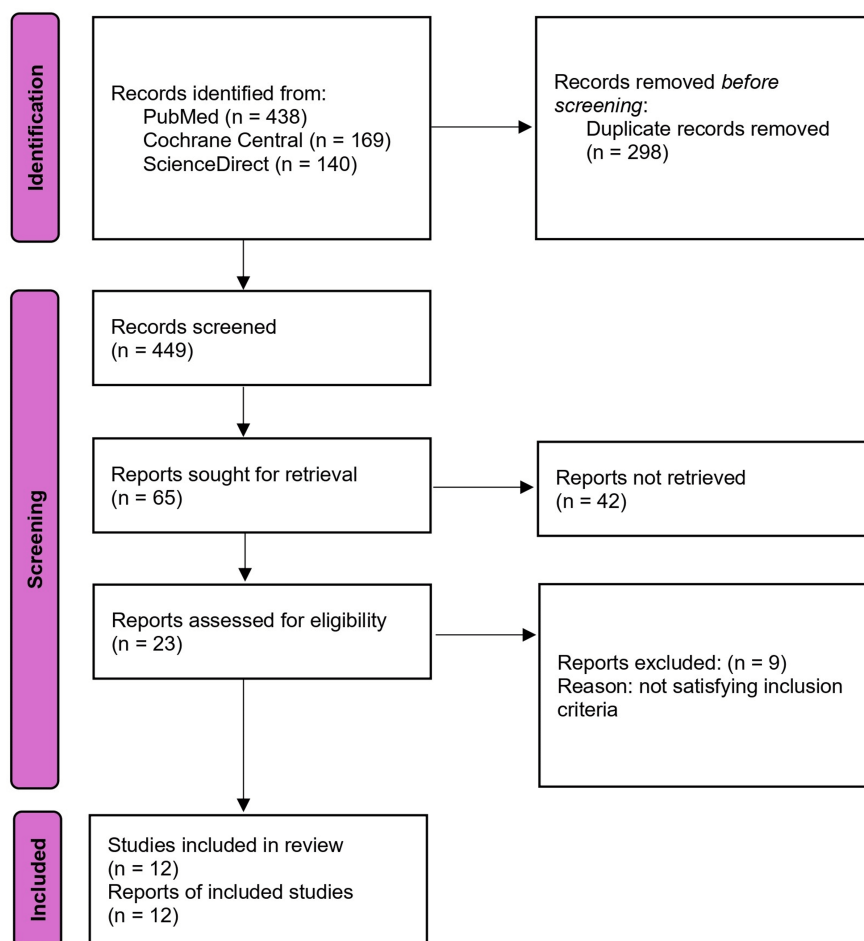 Identification
Records identified from:
PubMed (n = 438)
Cochrane Central (n = 169)
ScienceDirect (n = 140)
Records removed before
screening:
Duplicate records removed
(n = 298)
Screening
Records screened
(n = 449)
Reports sought for retrieval
(n = 65)
Reports not retrieved
(n = 42)
Reports assessed for eligibility
(n = 23)
Reports excluded: (n = 9)
Reason: not satisfying inclusion
criteria
Included
Studies included in review
(n = 12)
Reports of included studies
(n = 12)